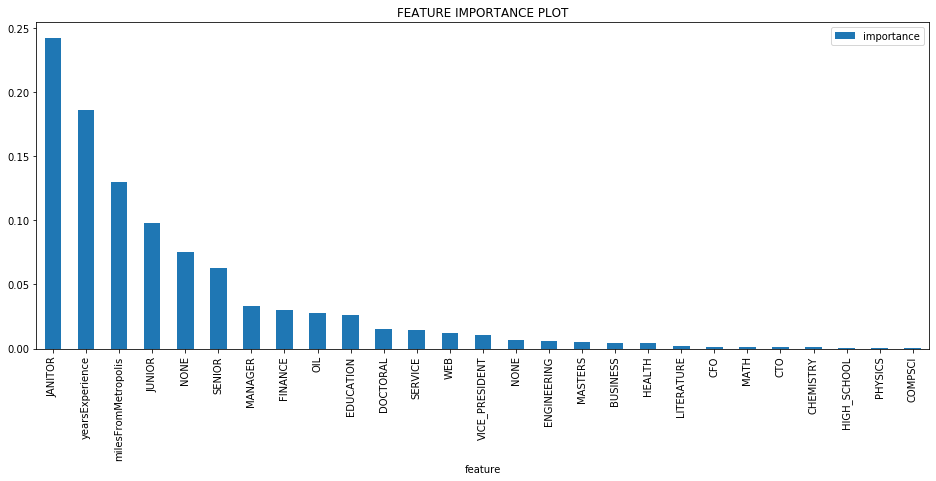 FEATURE IMPORTANCE PLOT
importance
0.25
0.20
0.15
0.10
0.05
0.00
JANITOR
yearsExperience
milesFromMetropolis
JUNIOR
NONE
SENIOR
MANAGER
FINANCE
OIL
EDUCATION
DOCTORAL
SERVICE
WEB
VICE_PRESIDENT
NONE
ENGINEERING
MASTERS
BUSINESS
HEALTH
LITERATURE
CFO
MATH
CTO
CHEMISTRY
HIGH_SCHOOL
PHYSICS
COMPSCI
feature